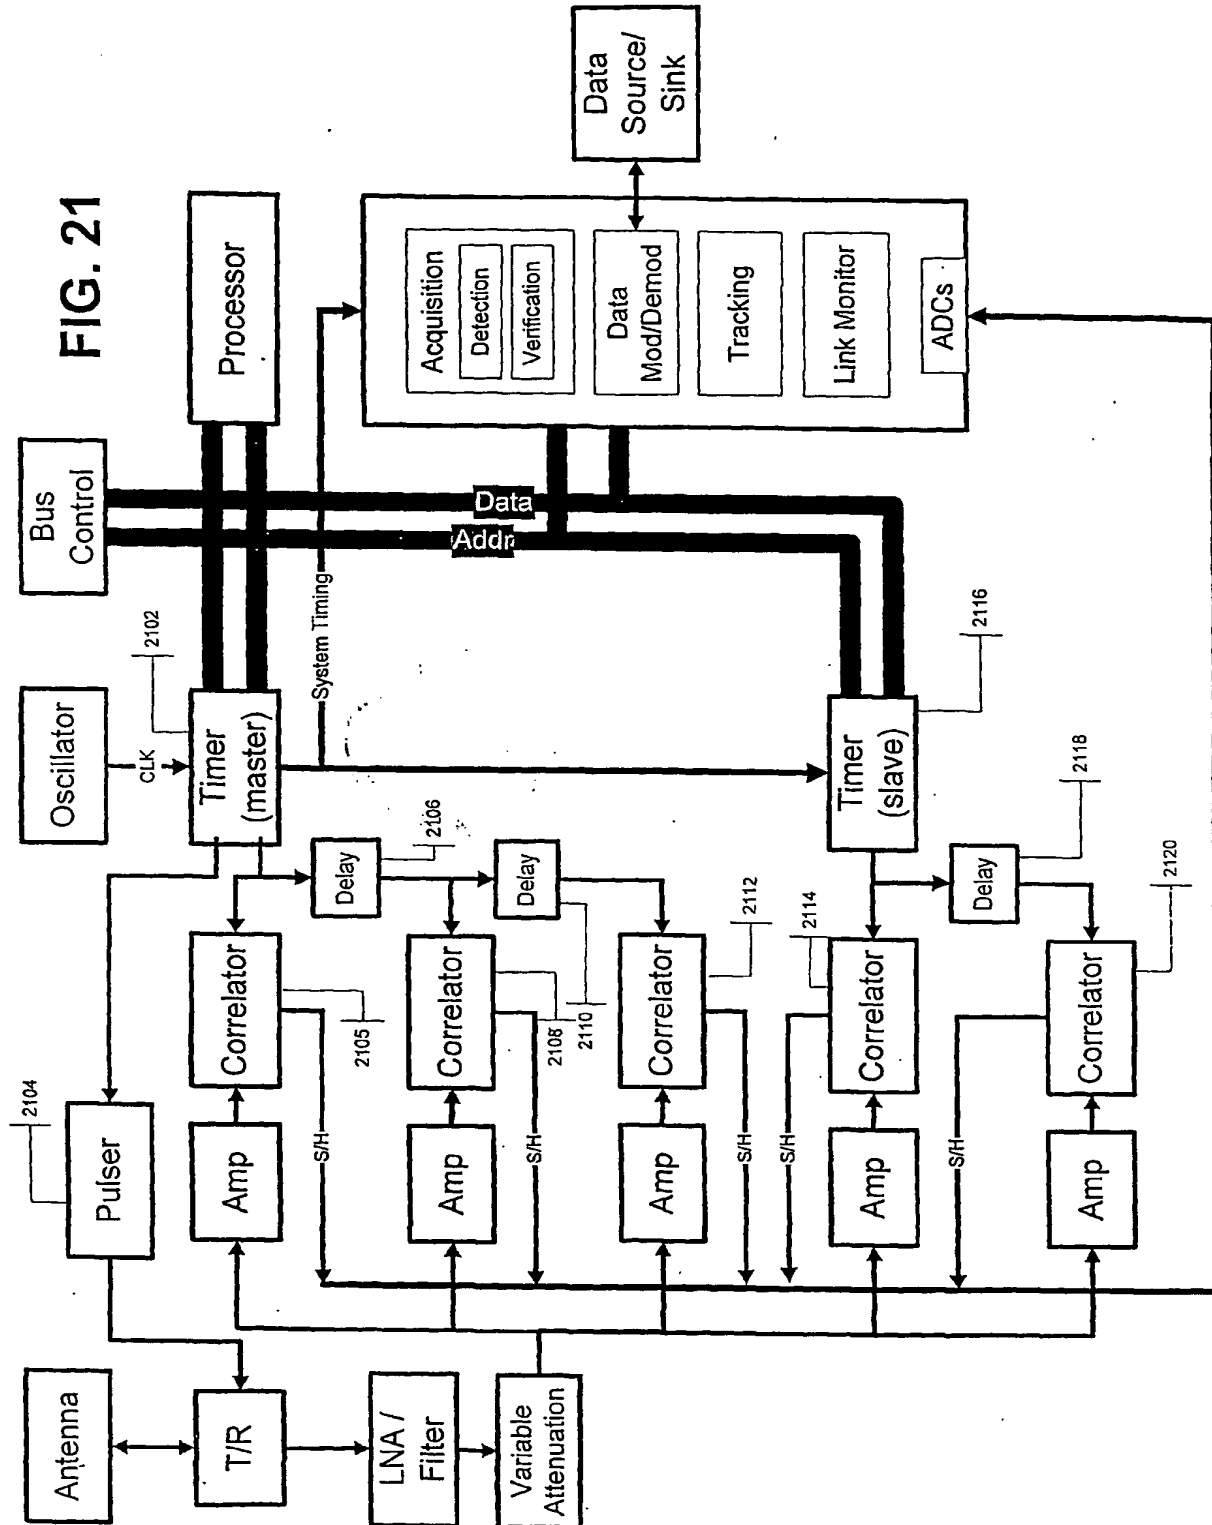 FIG. 21
Antenna
T/R
LNA /
Filter
Variable
Attenuation
Pulser
2104
Amp
Correlator
2105
S/H
Amp
Correlator
2108
S/H
Amp
Correlator
2112
S/H
Amp
Correlator
2114
S/H
Amp
Correlator
2120
S/H
Delay
2106
Delay
2110
Delay
2118
Oscillator
CLK
Timer
(master)
2102
Timer
(slave)
2116
System Timing
Bus
Control
Data
Addr
Processor
Acquisition
Detection
Verification
Data
Mod/Demod
Tracking
Link Monitor
ADCs
Data
Source/
Sink